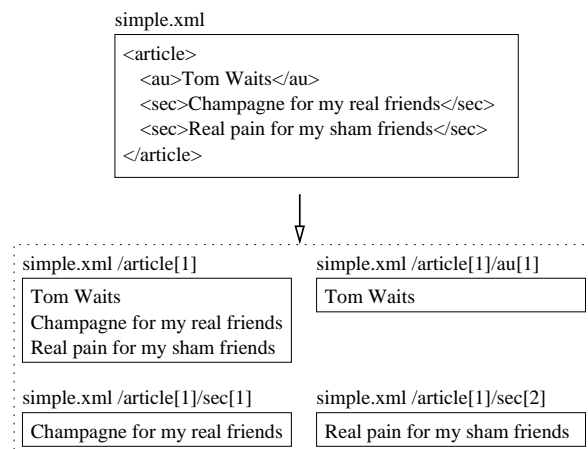 simple.xml
<article>
<au>Tom Waits</au>
<sec>Champagne for my real friends</sec>
<sec>Real pain for my sham friends</sec>
</article>
simple.xml /article[1]
Tom Waits
Champagne for my real friends
Real pain for my sham friends
simple.xml /article[1]/au[1]
Tom Waits
simple.xml /article[1]/sec[1]
Champagne for my real friends
simple.xml /article[1]/sec[2]
Real pain for my sham friends